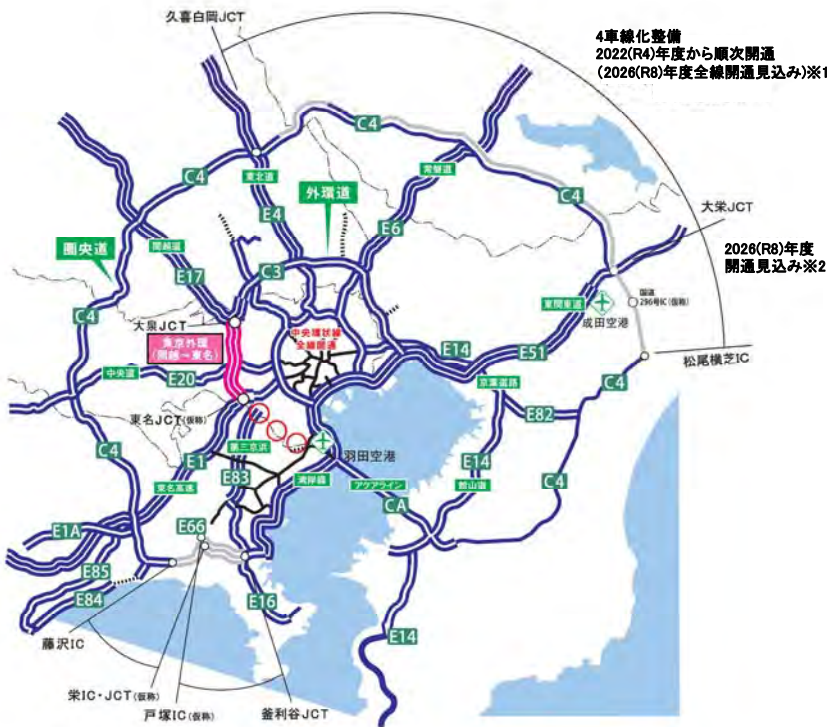 久喜白岡JCT
4車線化整備
2022(R4)年度から順次開通
(2026(R8)年度全線開通見込み)※1
C4
C4
東北道
常磐道
外環道
C4
大栄JCT
E4
E6
圏央道
関越道
2026(R8)年度
開通見込み※2
E17
C3
東関東道
国道
296号IC(仮称)
成田空港
C4
大泉JCT
東京外環
(関越~東名)
中央環状線
全線開通
E14
E51
松尾横芝IC
中央道
E20
京葉道路
C4
E82
東名JCT(仮称)
C4
第三京浜
羽田空港
E1
E83
E14
東名高速
湾岸線
アクアライン
館山道
C4
CA
E1A
E66
E85
E84
E16
E14
藤沢IC
栄IC・JCT(仮称)
戸塚IC(仮称)
釜利谷JCT